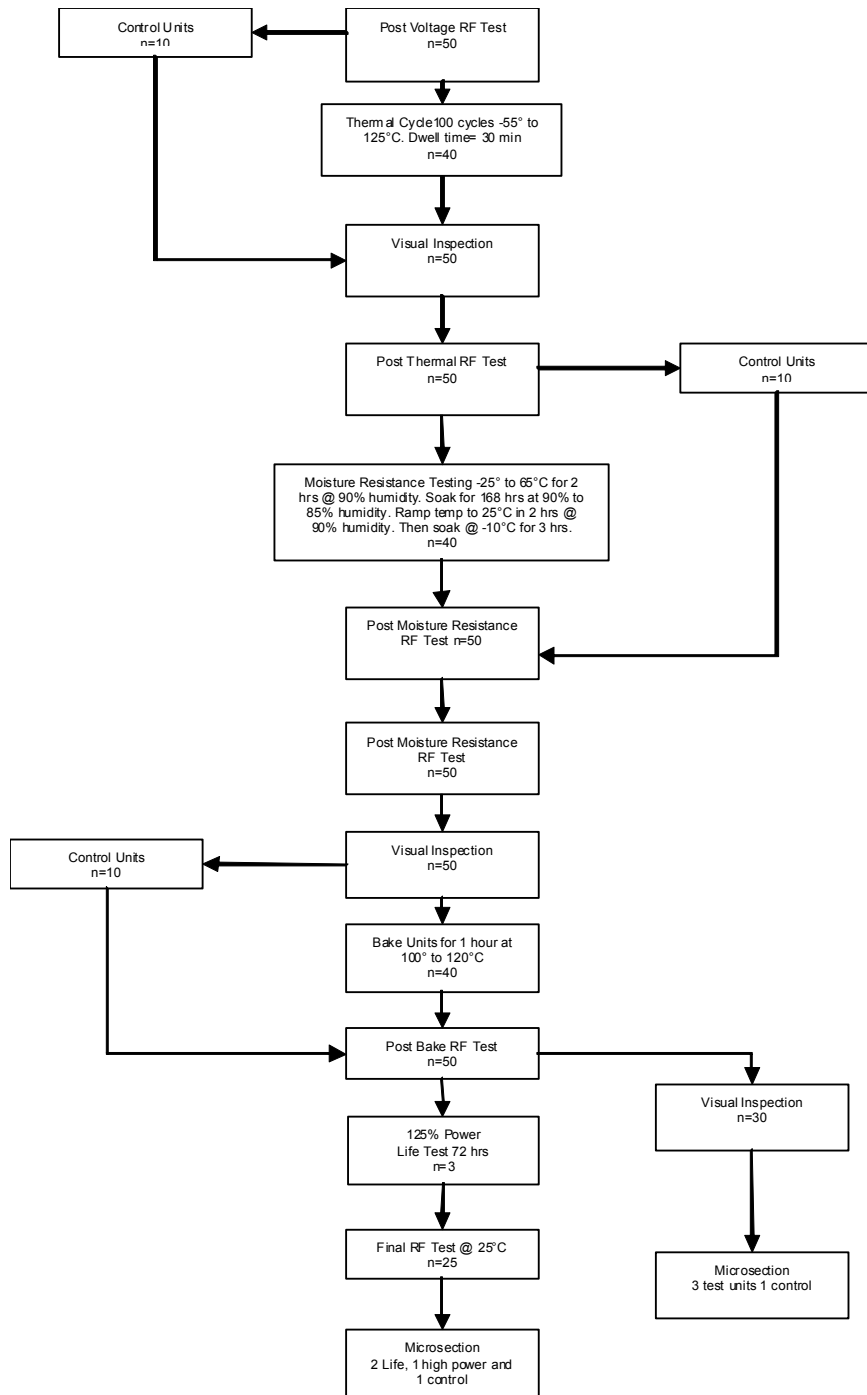 Control Units
n=10
Post Voltage RF Test
n=50
Thermal Cycle100 cycles -55° to
125°C. Dwell time= 30 min
n=40
Visual Inspection
n=50
Post Thermal RF Test
n=50
Control Units
n=10
Moisture Resistance Testing -25° to 65°C for 2
hrs @ 90% humidity. Soak for 168 hrs at 90% to
85% humidity. Ramp temp to 25°C in 2 hrs @
90% humidity. Then soak @ -10°C for 3 hrs.
n=40
Post Moisture Resistance
RF Test n=50
Post Moisture Resistance
RF Test
n=50
Visual Inspection
n=50
Control Units
n=10
Bake Units for 1 hour at
100° to 120°C
n=40
Post Bake RF Test
n=50
Visual Inspection
n=30
125% Power
Life Test 72 hrs
n=3
Final RF Test @ 25°C
n=25
Microsection
3 test units 1 control
Microsection
2 Life, 1 high power and
1 control